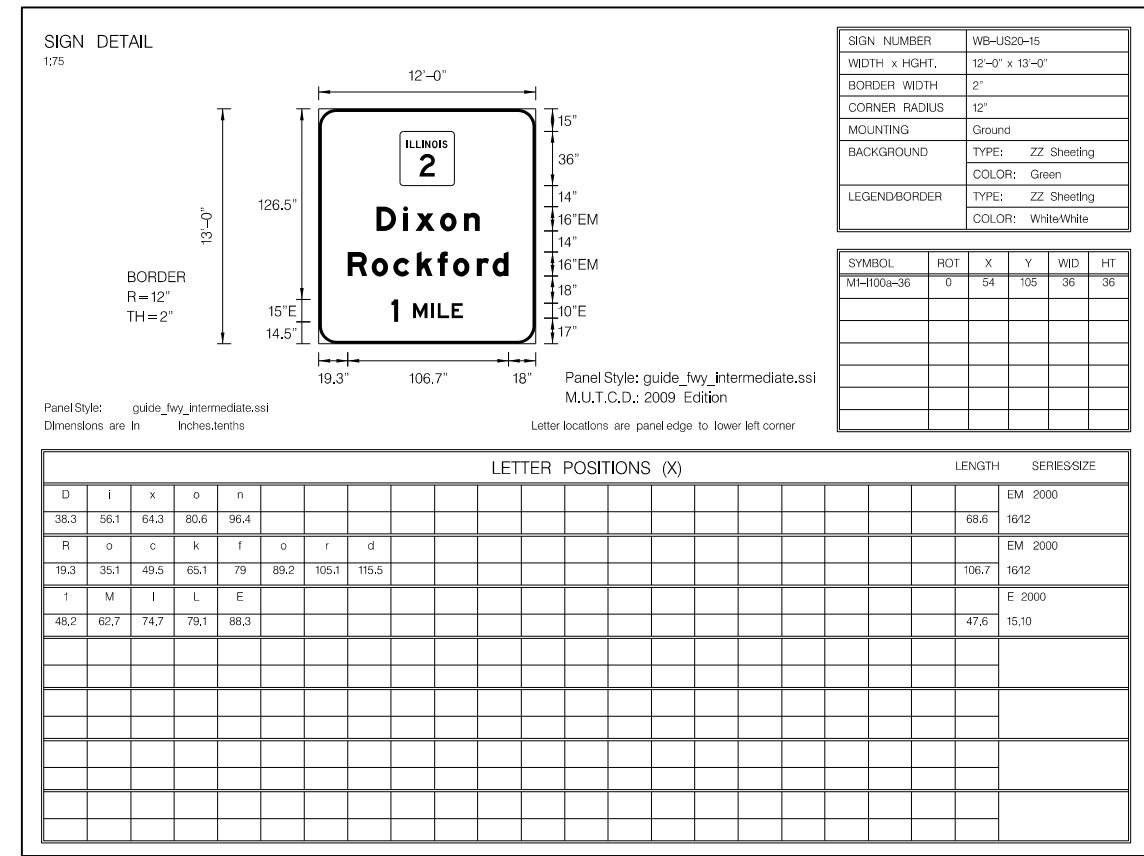 SIGN DETAIL
1:75
12'-0"
13'-0"
126.5"
15"E
14.5"
BORDER
R=12"
TH=2"
ILLINOIS
2
Dixon
Rockford
1 MILE
15"
36"
14"
16"EM
14"
16"EM
18"
10"E
17"
19.3" 106.7" 18"
Panel Style: guide_fwy_intermediate.ssi
M.U.T.C.D.: 2009 Edition
Panel Style: guide_fwy_intermediate.ssi
Dimensions are in inches.tenths
Letter locations are panel edge to lower left corner
SIGN NUMBER WB-US20-15
WIDTH x HGHT. 12'-0" x 13'-0"
BORDER WIDTH 2"
CORNER RADIUS 12"
MOUNTING Ground
BACKGROUND TYPE: ZZ Sheeting
COLOR: Green
LEGEND/BORDER TYPE: ZZ Sheeting
COLOR: White/White
SYMBOL ROT X Y WID HT
M1-I100a-36 0 54 105 36 36
LETTER POSITIONS (X) LENGTH SERIES/SIZE
D i x o n EM 2000
38.3 56.1 64.3 80.6 96.4 68.6 16/12
R o c k f o r d EM 2000
19.3 35.1 49.5 65.1 79 89.2 105.1 115.5 106.7 16/12
1 M I L E E 2000
48.2 62.7 74.7 79.1 88.3 47.6 15,10